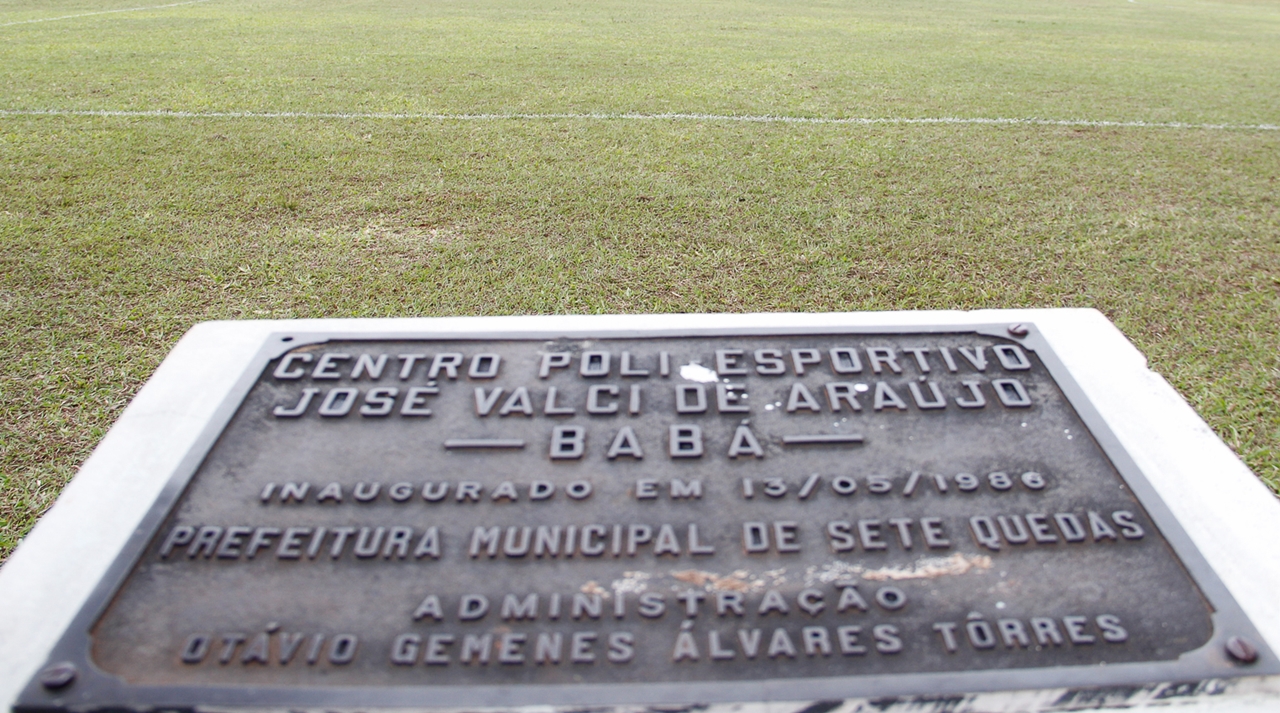 CENTRO POLI ESPORTIVO
JOSÉ VALCI DE ARAÚJO
— BABÁ —
INAUGURADO EM 13/05/1986
PREFEITURA MUNICIPAL DE SETE QUEDAS
ADMINISTRAÇÃO
OTÁVIO GEMENES ÁLVARES TÔRRES